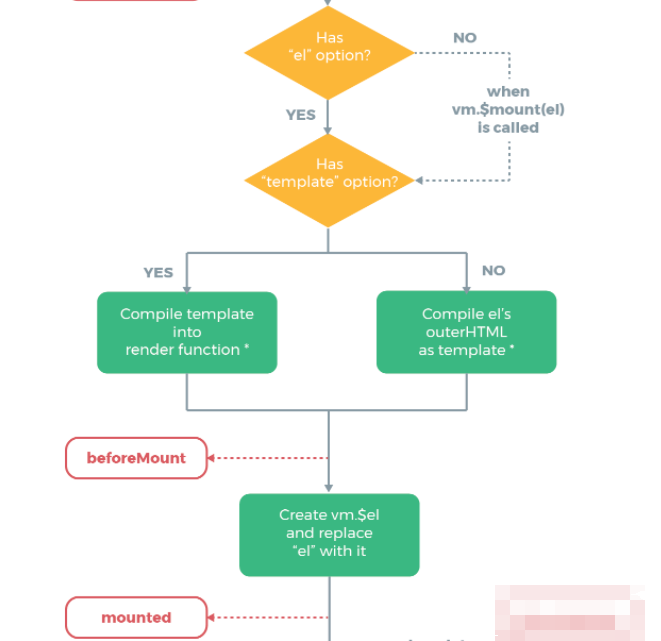 Has
"el" option?
NO
when
vm.$mount(el)
is called
YES
Has
"template" option?
YES
NO
Compile template
into
render function *
Compile el's
outerHTML
as template *
beforeMount
Create vm.$el
and replace
"el" with it
mounted